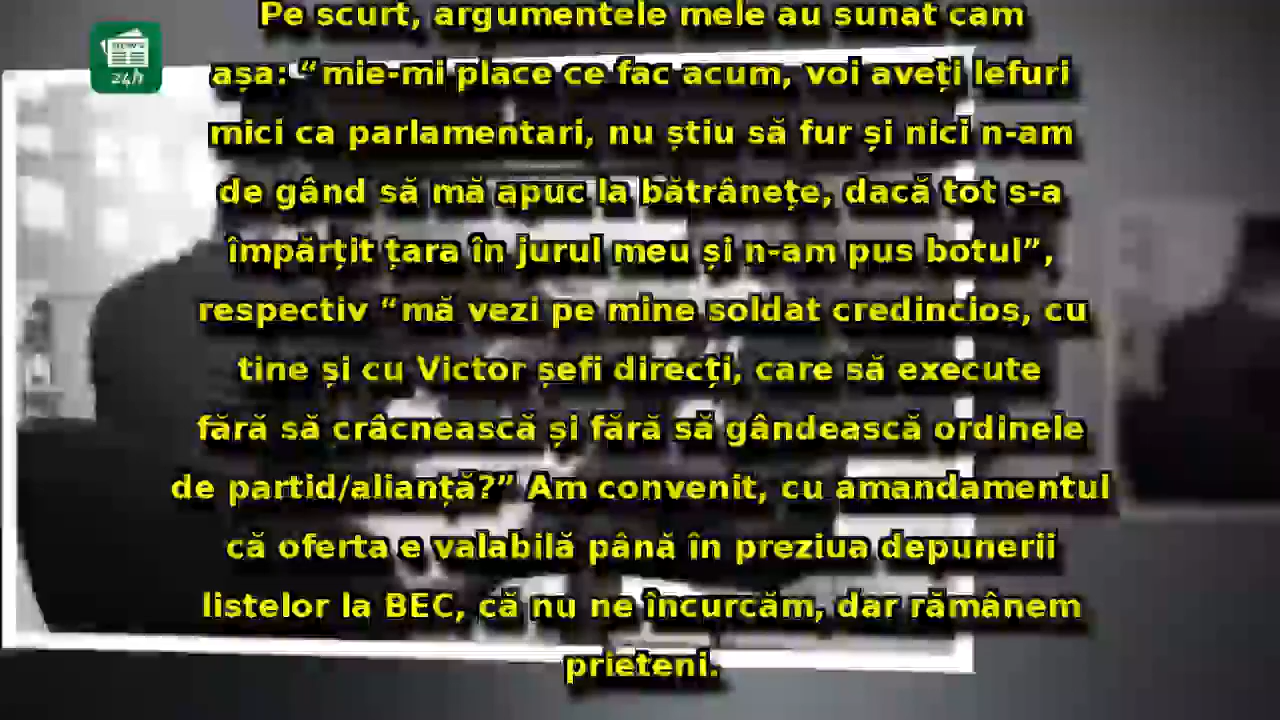 NEWS
24h
Pe scurt, argumentele mele au sunat cam
așa: “mie-mi place ce fac acum, voi aveți lefuri
mici ca parlamentari, nu știu să fur și nici n-am
de gând să mă apuc la bătrânețe, dacă tot s-a
împărțit țara în jurul meu și n-am pus botul”,
respectiv “mă vezi pe mine soldat credincios, cu
tine și cu Victor șefi direcți, care să execute
fără să crâcnească și fără să gândească ordinele
de partid/alianță?” Am convenit, cu amandamentul
că oferta e valabilă până în preziua depunerii
listelor la BEC, că nu ne încurcăm, dar rămânem
prieteni.